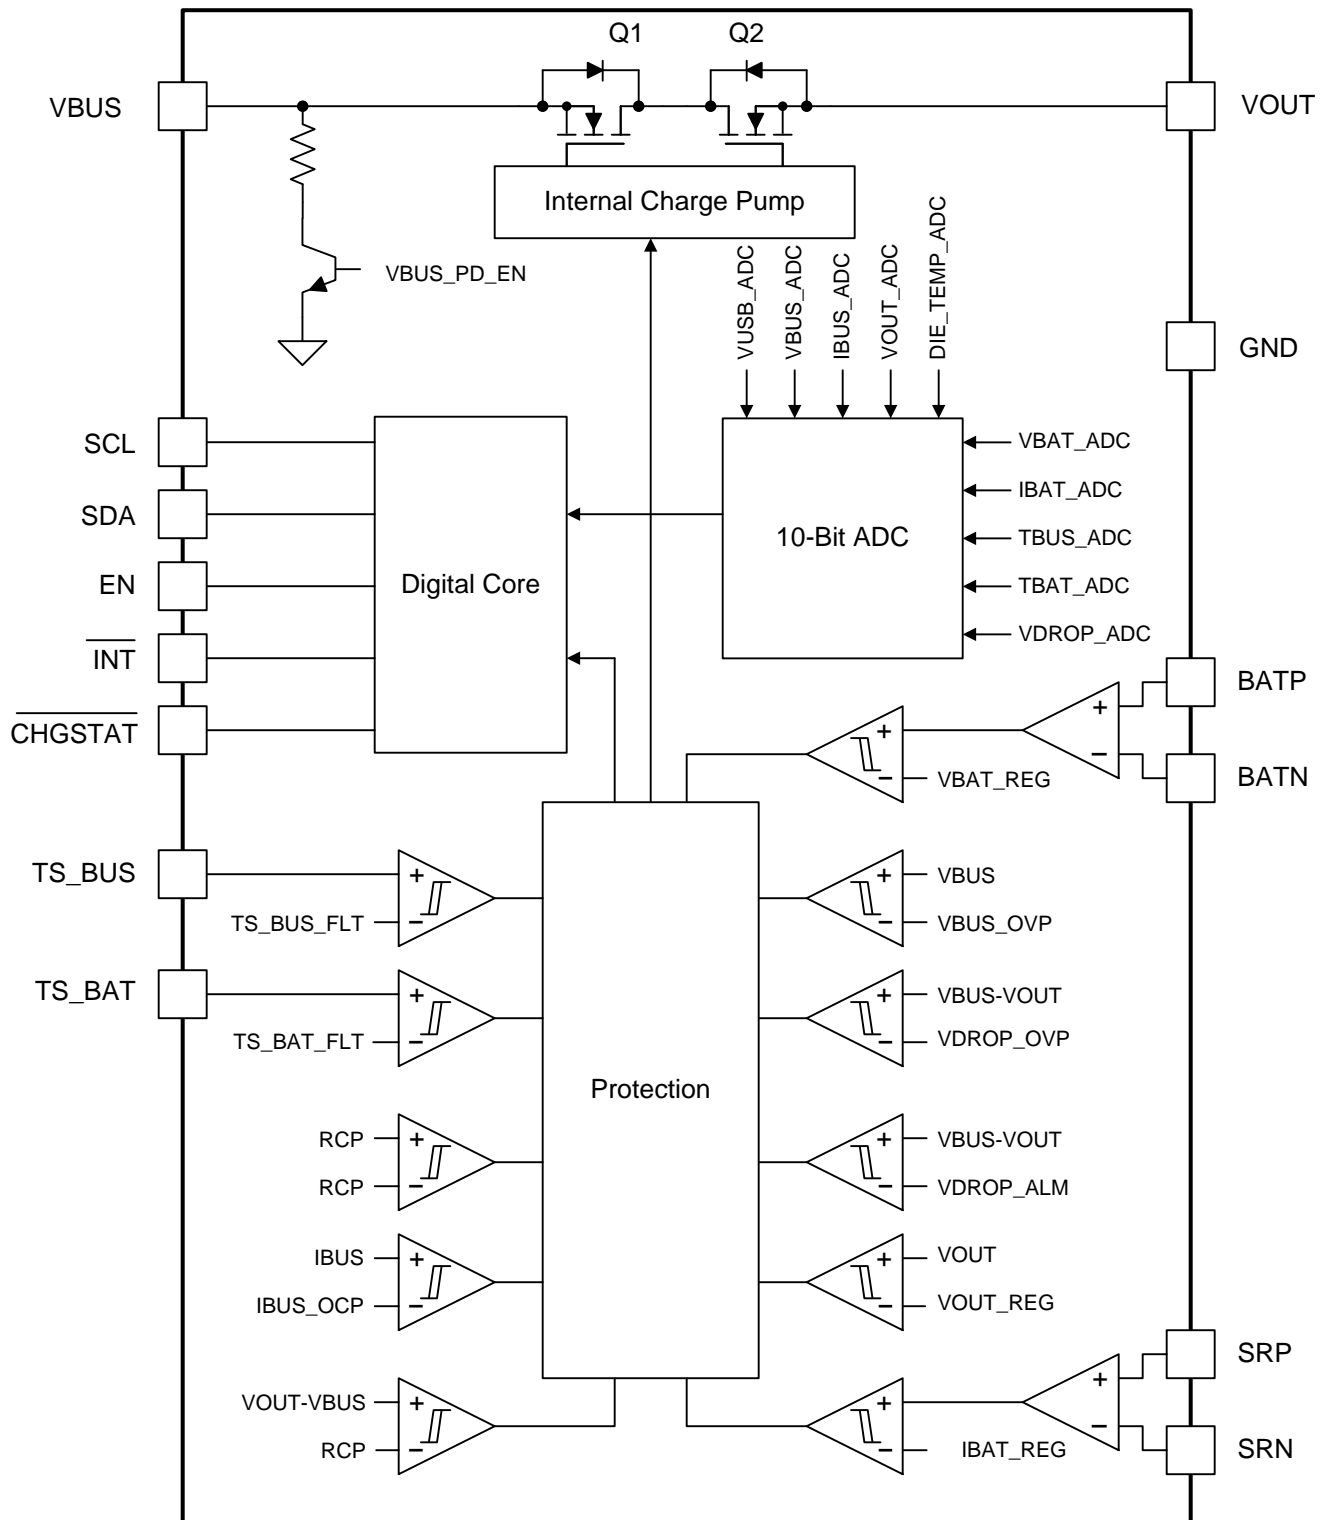 Q1 Q2
VBUS
VOUT
Internal Charge Pump
VBUS_PD_EN
VUSB_ADC
VBUS_ADC
IBUS_ADC
VOUT_ADC
DIE_TEMP_ADC
GND
SCL
SDA
EN
INT
CHGSTAT
Digital Core
10-Bit ADC
VBAT_ADC
IBAT_ADC
TBUS_ADC
TBAT_ADC
VDROP_ADC
BATP
BATN
+
−
+
−
VBAT_REG
TS_BUS
+
−
TS_BUS_FLT
TS_BAT
+
−
TS_BAT_FLT
RCP
+
−
RCP
IBUS
+
−
IBUS_OCP
VOUT-VBUS
+
−
RCP
Protection
+
−
VBUS
VBUS_OVP
+
−
VBUS-VOUT
VDROP_OVP
+
−
VBUS-VOUT
VDROP_ALM
+
−
VOUT
VOUT_REG
+
−
IBAT_REG
+
−
SRP
SRN